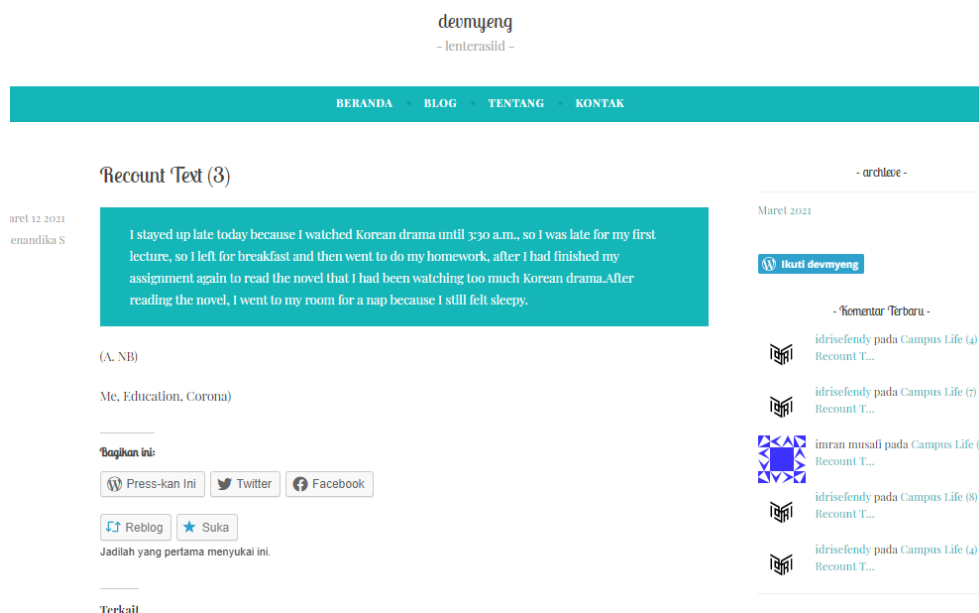 devmyeng
– lenterasiid –
BERANDA
BLOG
TENTANG
KONTAK
Recount Text (3)
aret 12 2021
enandika S
I stayed up late today because I watched Korean drama until 3:30 a.m., so I was late for my first
lecture, so I left for breakfast and then went to do my homework, after I had finished my
assignment again to read the novel that I had been watching too much Korean drama.After
reading the novel, I went to my room for a nap because I still felt sleepy.
(A. NB)
Me, Education, Corona)
Bagikan ini:
Press-kan Ini
Twitter
Facebook
Reblog
Suka
Jadilah yang pertama menyukai ini.
Terkait
- archieve -
Maret 2021
Ikuti devmyeng
- Komentar Terbaru -
idrisefendy pada Campus Life (4)
Recount T...
idrisefendy pada Campus Life (7)
Recount T...
imran musafi pada Campus Life (
Recount T...
idrisefendy pada Campus Life (8)
Recount T...
idrisefendy pada Campus Life (4)
Recount T...